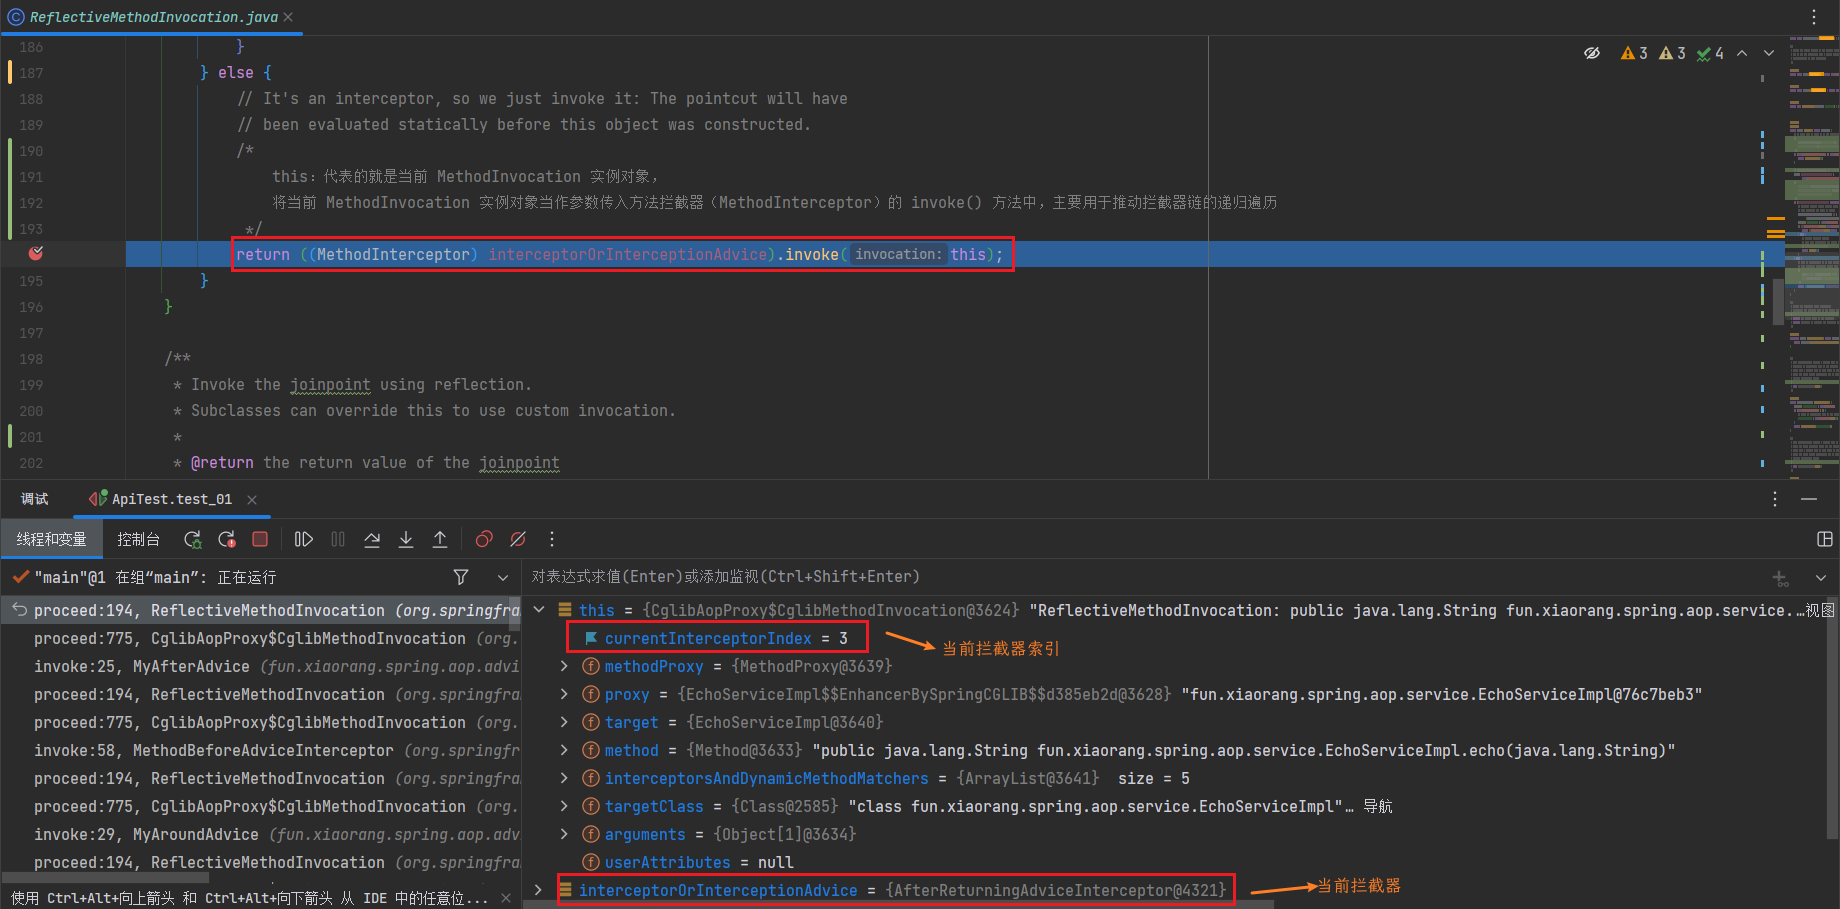 ReflectiveMethodInvocation.java
3 3 4
186 }
187 } else {
188 // It's an interceptor, so we just invoke it: The pointcut will have
189 // been evaluated statically before this object was constructed.
190 /*
191 this：代表的就是当前 MethodInvocation 实例对象，
192 将当前 MethodInvocation 实例对象当作参数传入方法拦截器（MethodInterceptor）的 invoke() 方法中，主要用于推动拦截器链的递归遍历
193 */
return ((MethodInterceptor) interceptorOrInterceptionAdvice).invoke( invocation: this);
195 }
196 }
197
198 /**
199 * Invoke the joinpoint using reflection.
200 * Subclasses can override this to use custom invocation.
201 *
202 * @return the return value of the joinpoint
调试 ApiTest.test_01
线程和变量 控制台
"main"@1 在组“main”: 正在运行
proceed:194, ReflectiveMethodInvocation (org.springfra
proceed:775, CglibAopProxy$CglibMethodInvocation (org.
invoke:25, MyAfterAdvice (fun.xiaorang.spring.aop.advi
proceed:194, ReflectiveMethodInvocation (org.springfra
proceed:775, CglibAopProxy$CglibMethodInvocation (org.
invoke:58, MethodBeforeAdviceInterceptor (org.springfr
proceed:194, ReflectiveMethodInvocation (org.springfra
proceed:775, CglibAopProxy$CglibMethodInvocation (org.
invoke:29, MyAroundAdvice (fun.xiaorang.spring.aop.adv
proceed:194, ReflectiveMethodInvocation (org.springfra
使用 Ctrl+Alt+向上箭头 和 Ctrl+Alt+向下箭头 从 IDE 中的任意位...
对表达式求值(Enter)或添加监视(Ctrl+Shift+Enter)
this = {CglibAopProxy$CglibMethodInvocation@3624} "ReflectiveMethodInvocation: public java.lang.String fun.xiaorang.spring.aop.service.…视图
currentInterceptorIndex = 3 当前拦截器索引
methodProxy = {MethodProxy@3639}
proxy = {EchoServiceImpl$$EnhancerBySpringCGLIB$$d385eb2d@3628} "fun.xiaorang.spring.aop.service.EchoServiceImpl@76c7beb3"
target = {EchoServiceImpl@3640}
method = {Method@3633} "public java.lang.String fun.xiaorang.spring.aop.service.EchoServiceImpl.echo(java.lang.String)"
interceptorsAndDynamicMethodMatchers = {ArrayList@3641} size = 5
targetClass = {Class@2585} "class fun.xiaorang.spring.aop.service.EchoServiceImpl"… 导航
arguments = {Object[1]@3634}
userAttributes = null
interceptorOrInterceptionAdvice = {AfterReturningAdviceInterceptor@4321} 当前拦截器